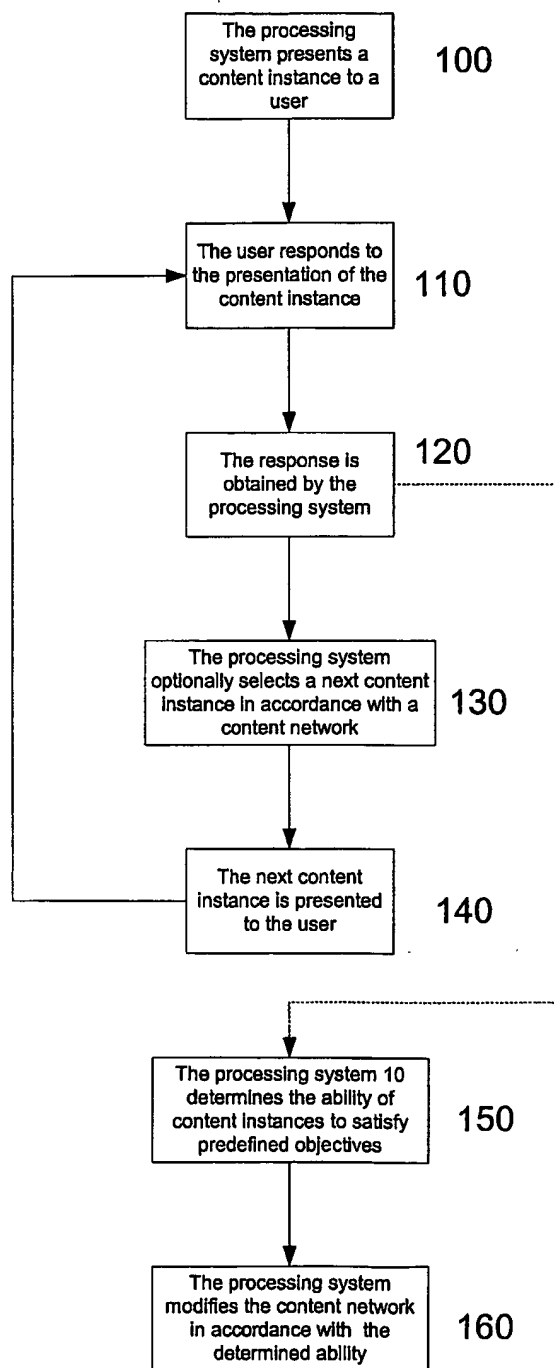 The processing
system presents a
content instance to a
user
100
The user responds to
the presentation of the
content instance
110
The response is
obtained by the
processing system
120
The processing system
optionally selects a next content
instance in accordance with a
content network
130
The next content
instance is presented
to the user
140
The processing system 10
determines the ability of
content instances to satisfy
predefined objectives
150
The processing system
modifies the content network
in accordance with the
determined ability
160